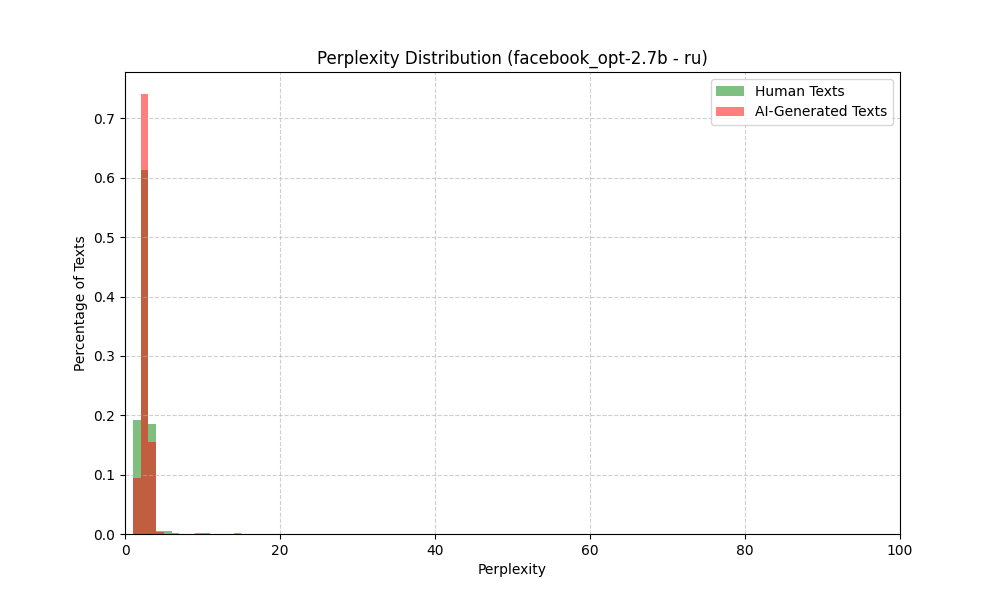 Perplexity Distribution (facebook_opt-2.7b - ru)
Human Texts
AI-Generated Texts
Percentage of Texts
0.7
0.6
0.5
0.4
0.3
0.2
0.1
0.0
0 20 40 60 80 100
Perplexity